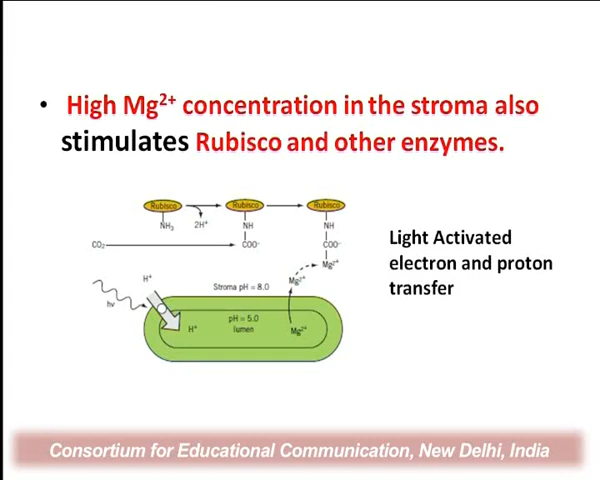 • High Mg²⁺ concentration in the stroma also
stimulates Rubisco and other enzymes.
Rubisco
Rubisco
Rubisco
NH₃
2H⁺
NH
NH
CO₂
COO⁻
COO⁻
Mg²⁺
Light Activated
electron and proton
transfer
H⁺
Stroma pH = 8.0
Mg²⁺
hv
H⁺
pH = 5.0
lumen
Mg²⁺
Consortium for Educational Communication, New Delhi, India